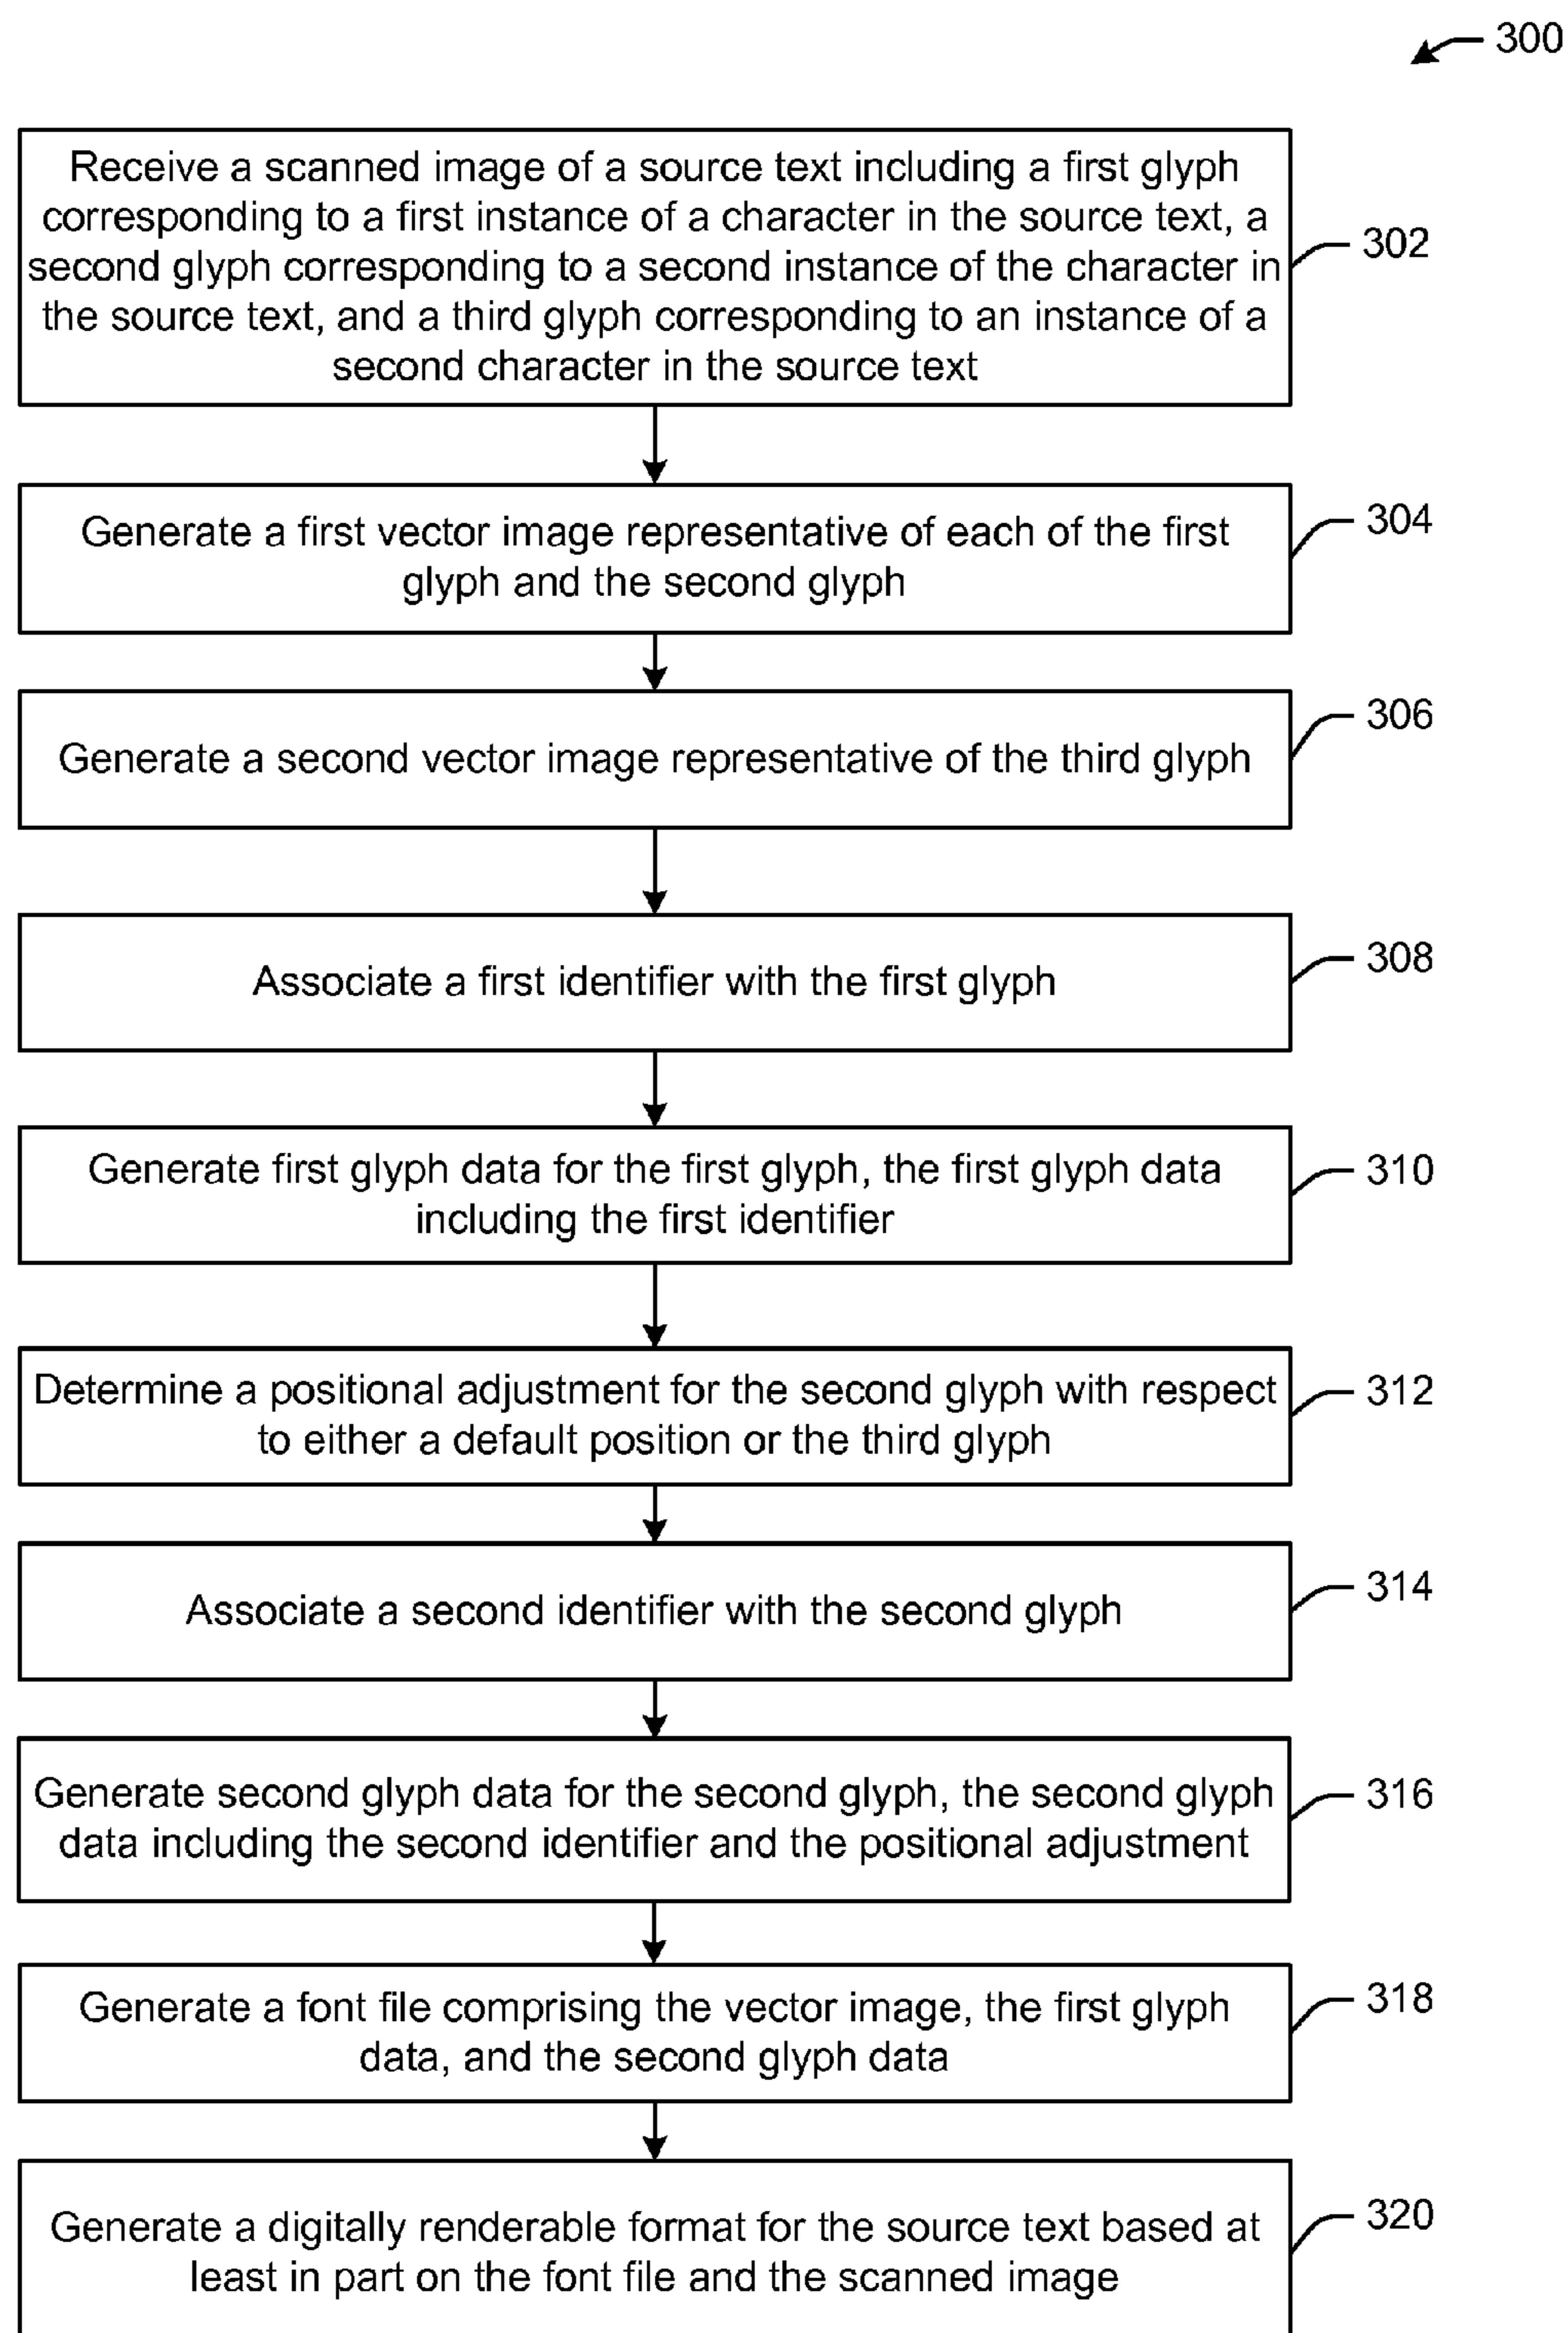 300
Receive a scanned image of a source text including a first glyph
corresponding to a first instance of a character in the source text, a
second glyph corresponding to a second instance of the character in
the source text, and a third glyph corresponding to an instance of a
second character in the source text
302
Generate a first vector image representative of each of the first
glyph and the second glyph
304
Generate a second vector image representative of the third glyph
306
Associate a first identifier with the first glyph
308
Generate first glyph data for the first glyph, the first glyph data
including the first identifier
310
Determine a positional adjustment for the second glyph with respect
to either a default position or the third glyph
312
Associate a second identifier with the second glyph
314
Generate second glyph data for the second glyph, the second glyph
data including the second identifier and the positional adjustment
316
Generate a font file comprising the vector image, the first glyph
data, and the second glyph data
318
Generate a digitally renderable format for the source text based at
least in part on the font file and the scanned image
320